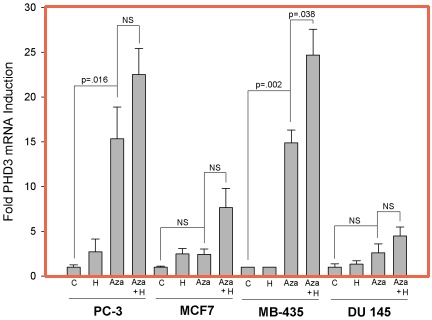 Fold PHD3 mRNA Induction
30
25
20
15
10
5
0
p=.016
NS
NS
NS
p=.002
p=.038
NS
NS
C H Aza Aza + H C H Aza Aza + H C H Aza Aza + H C H Aza Aza + H
PC-3 MCF7 MB-435 DU 145